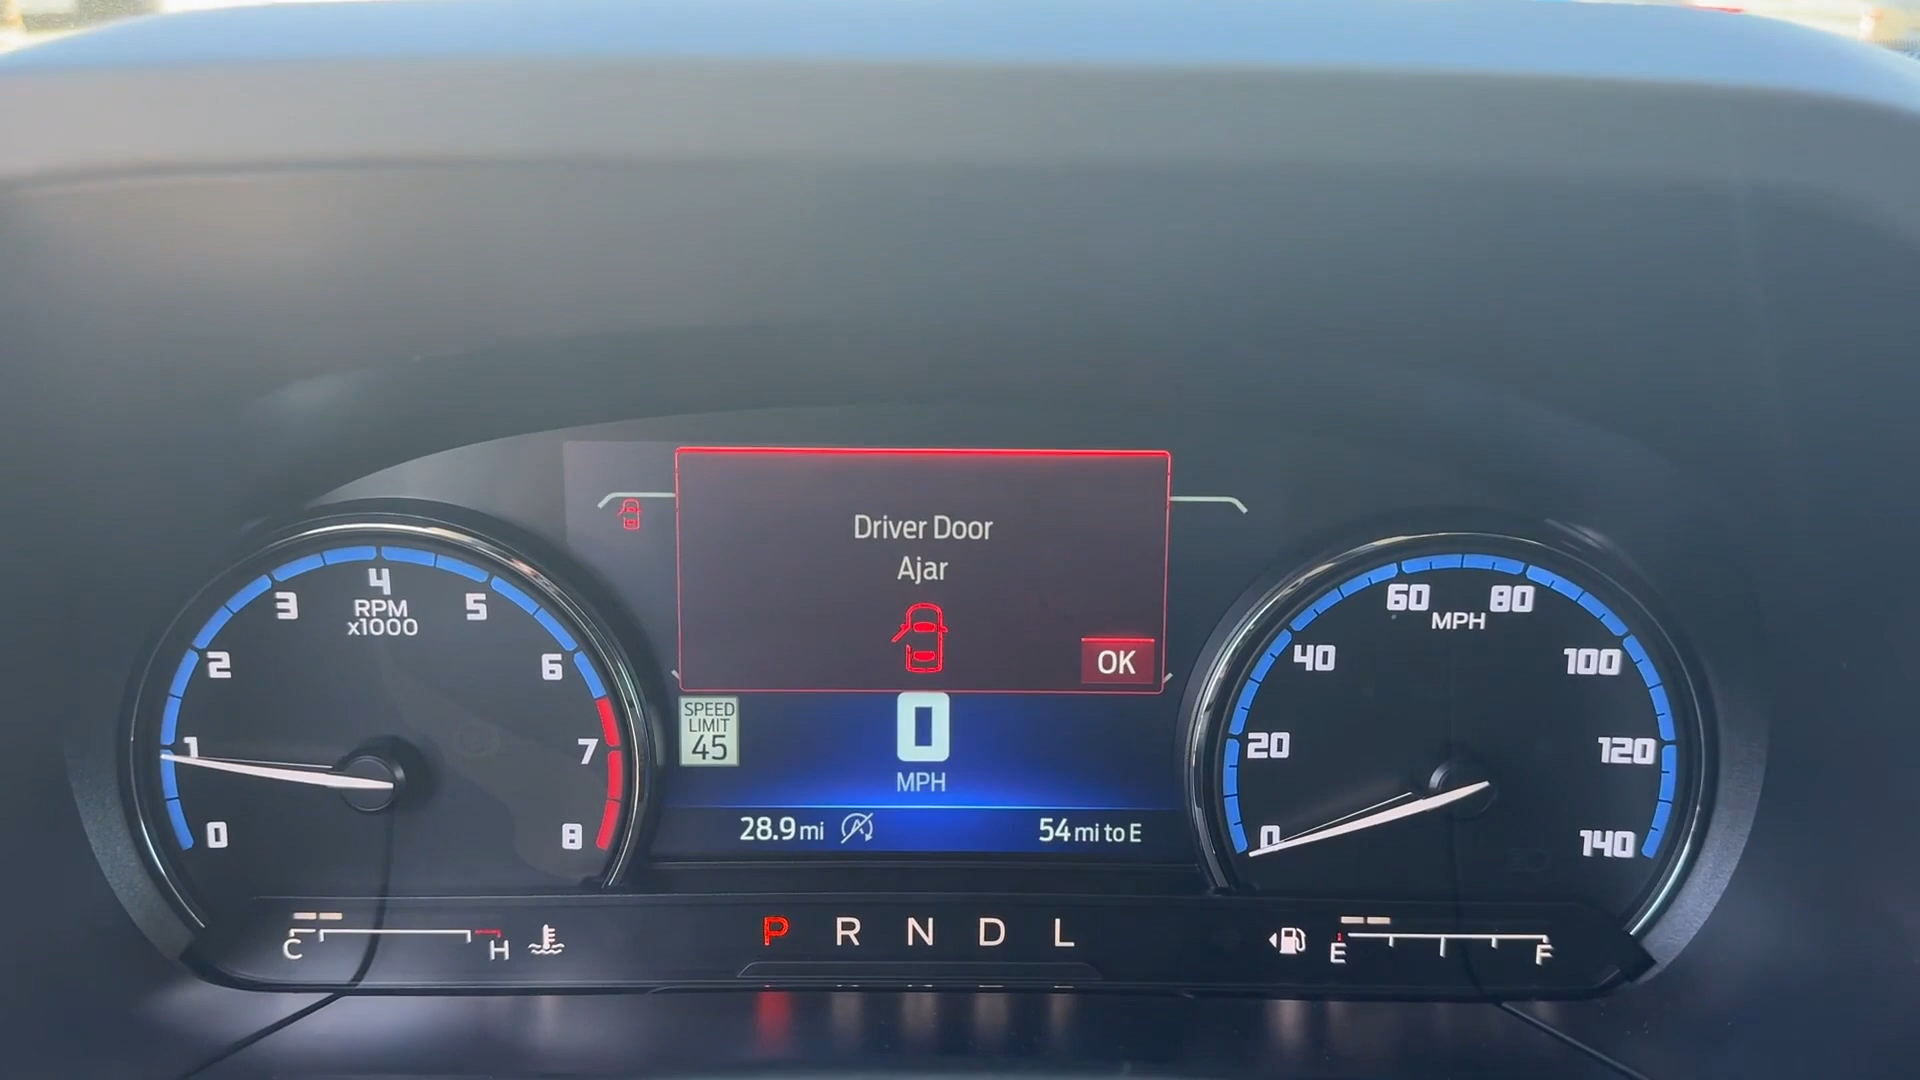 Driver Door
Ajar
OK
SPEED
LIMIT
45
0
MPH
28.9 mi
54 mi to E
0
1
2
3
4
5
6
7
8
RPM
x1000
0
20
40
60
80
100
120
140
MPH
C
H
P R N D L
E
F